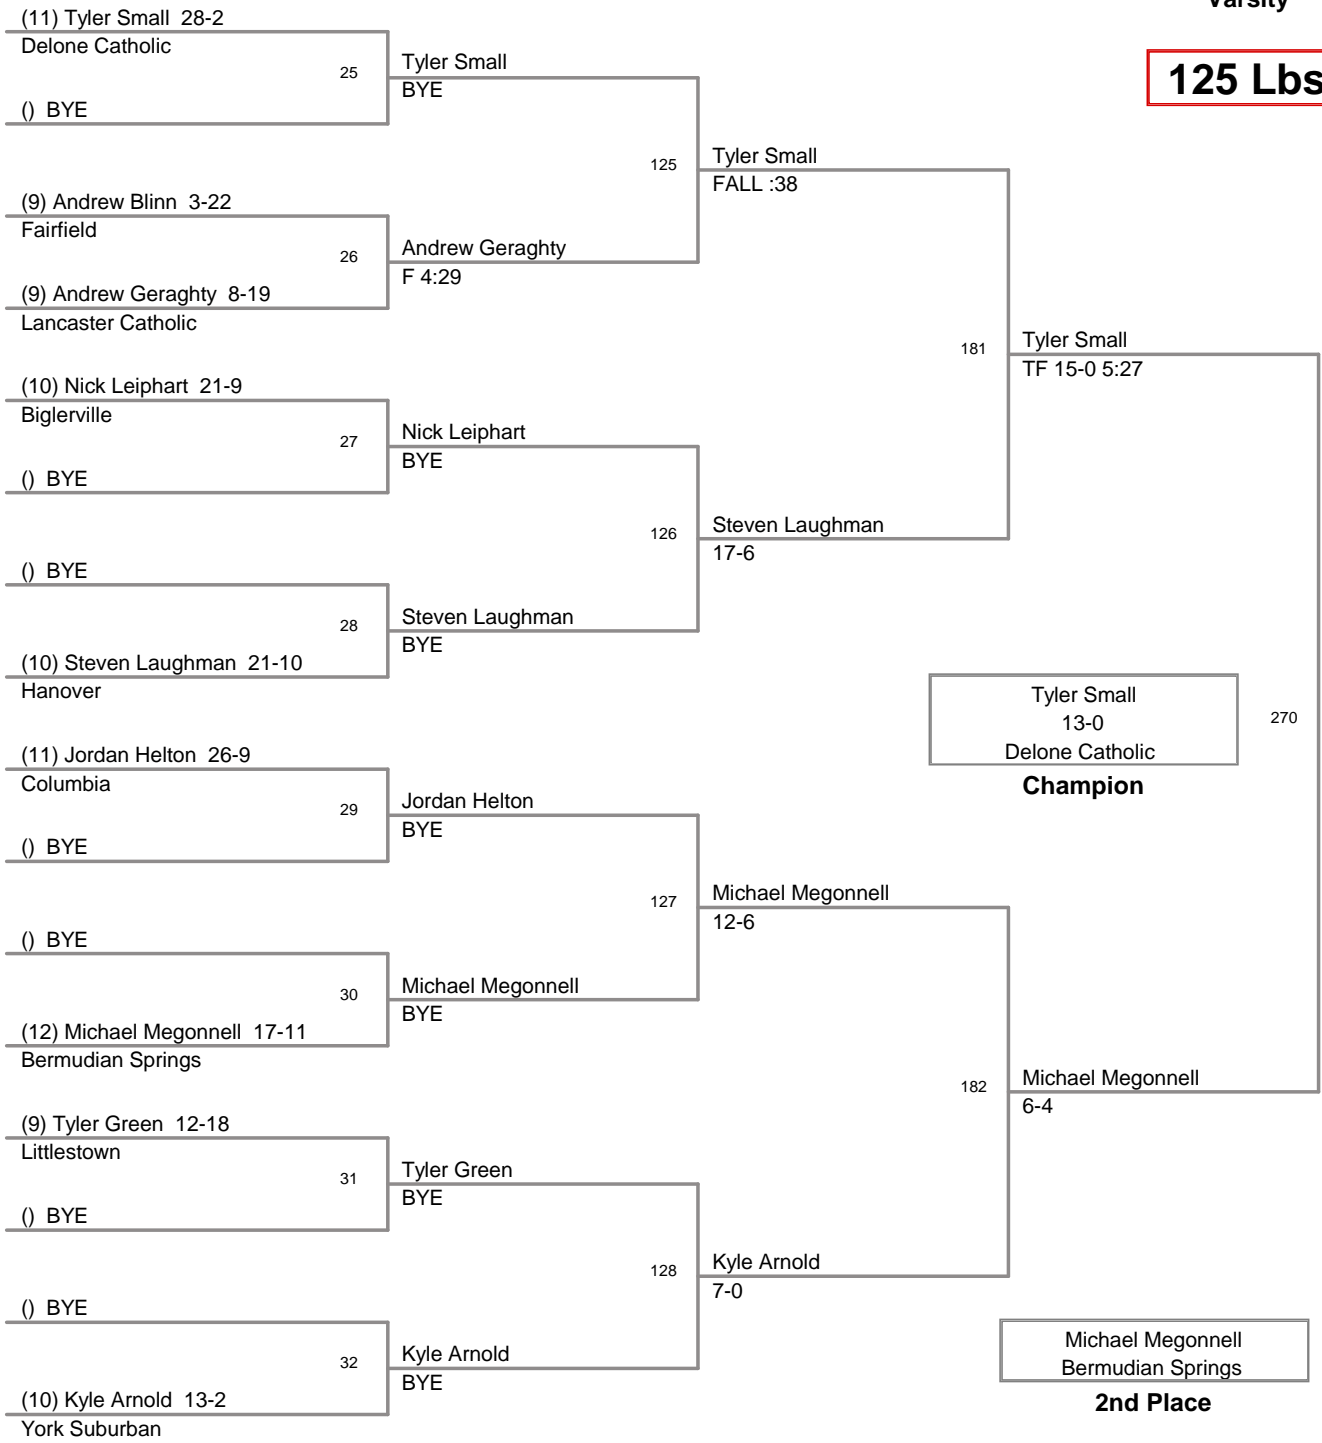 Varsity
125 Lbs
(11) Tyler Small 28-2
Delone Catholic
25
() BYE
Tyler Small
BYE
(9) Andrew Blinn 3-22
Fairfield
26
(9) Andrew Geraghty 8-19
Lancaster Catholic
Andrew Geraghty
F 4:29
125
Tyler Small
FALL :38
(10) Nick Leiphart 21-9
Biglerville
27
() BYE
Nick Leiphart
BYE
() BYE
28
(10) Steven Laughman 21-10
Hanover
Steven Laughman
BYE
126
Steven Laughman
17-6
181
Tyler Small
TF 15-0 5:27
(11) Jordan Helton 26-9
Columbia
29
() BYE
Jordan Helton
BYE
() BYE
30
(12) Michael Megonnell 17-11
Bermudian Springs
Michael Megonnell
BYE
127
Michael Megonnell
12-6
(9) Tyler Green 12-18
Littlestown
31
() BYE
Tyler Green
BYE
() BYE
32
(10) Kyle Arnold 13-2
York Suburban
Kyle Arnold
BYE
128
Kyle Arnold
7-0
182
Michael Megonnell
6-4
270
Tyler Small
13-0
Delone Catholic
Champion
Michael Megonnell
Bermudian Springs
2nd Place